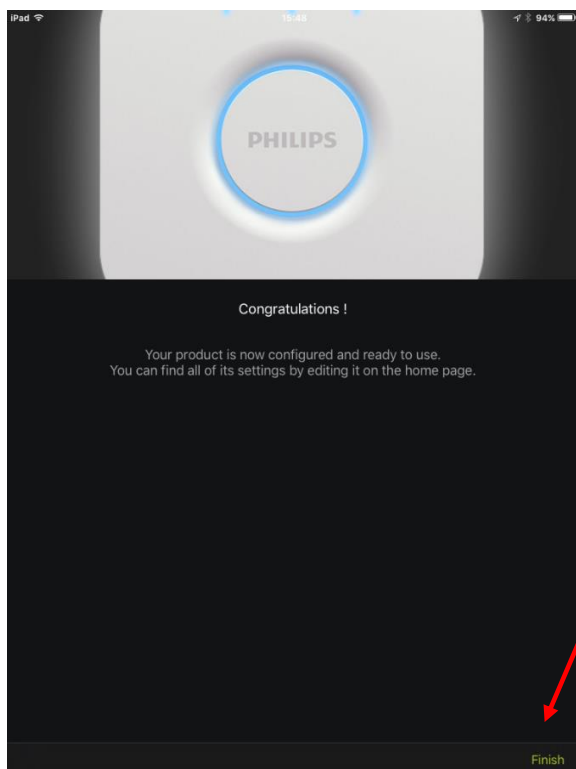 iPad 15:48 94%
PHILIPS
Congratulations !
Your product is now configured and ready to use.
You can find all of its settings by editing it on the home page.
Finish